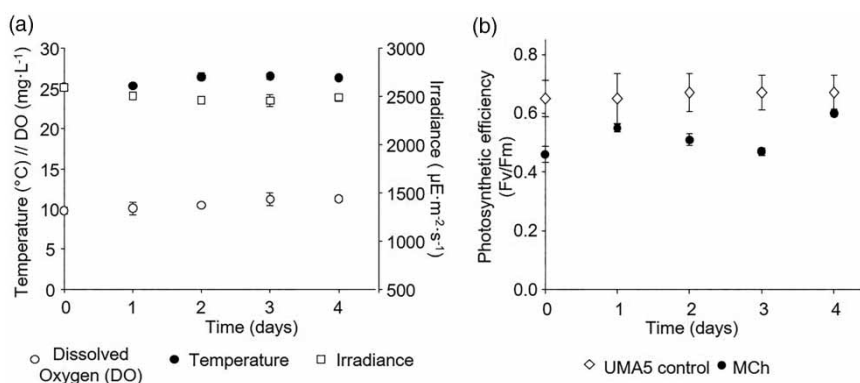 (a)
Temperature (°C) // DO (mg·L⁻¹)
30
25
20
15
10
5
0
3000
2500
2000
1500
1000
500
Irradiance ( µE·m⁻²·s⁻¹)
0 1 2 3 4
Time (days)
○ Dissolved Oxygen (DO) ● Temperature □ Irradiance
(b)
Photosynthetic efficiency
(Fv/Fm)
0.8
0.6
0.4
0.2
0.0
0 1 2 3 4
Time (days)
◇ UMA5 control ● MCh